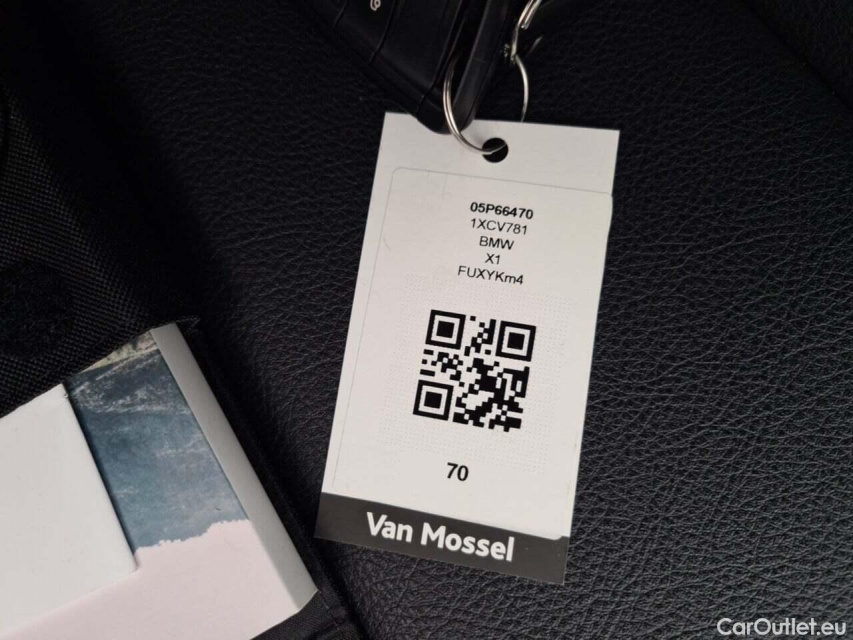 05P66470
1XCV781
BMW
X1
FUXYKm4
70
Van Mossel
CarOutlet.eu